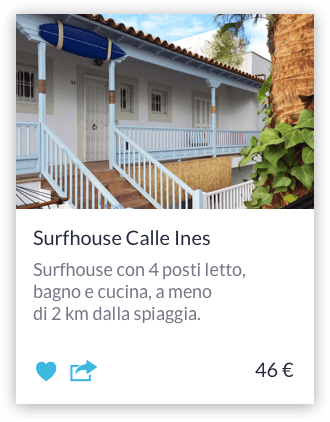 Surfhouse Calle Ines
Surfhouse con 4 posti letto,
bagno e cucina, a meno
di 2 km dalla spiaggia.
46 €